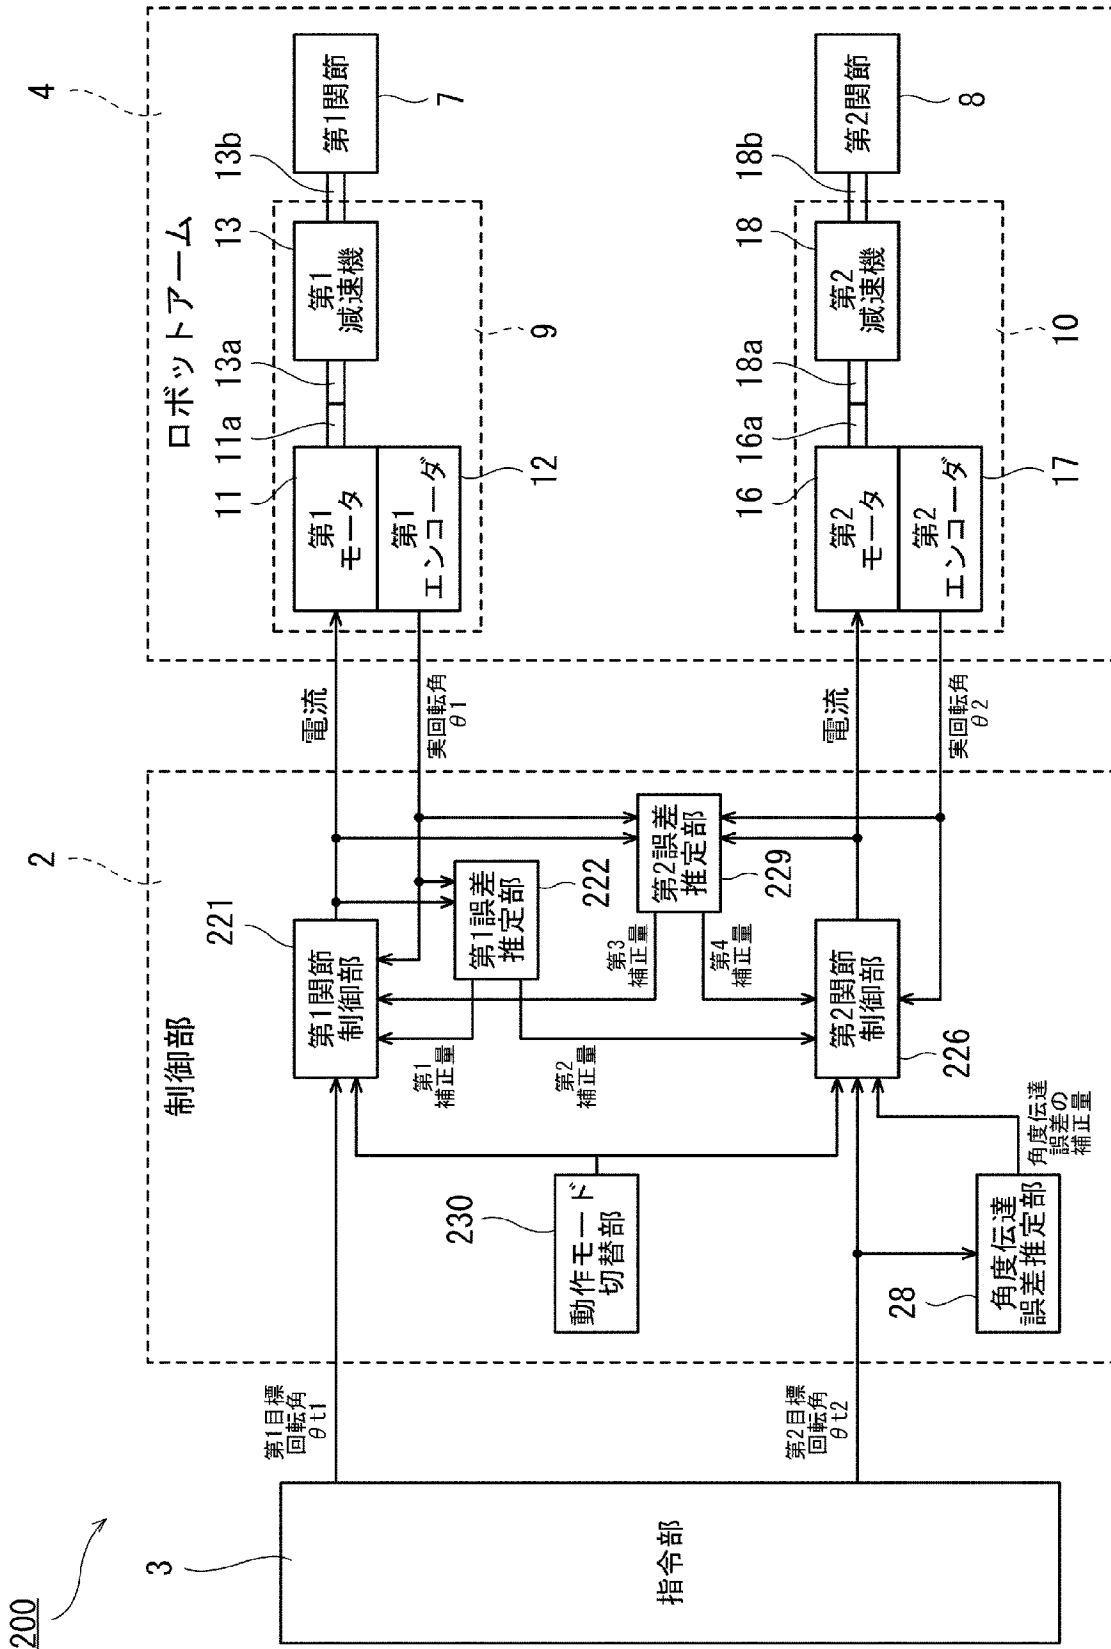 200
3
指令部
第1目標
回転角
θt1
第2目標
回転角
θt2
2
制御部
221
第1関節
制御部
第1
補正量
第2
補正量
第1誤差
推定部
222
第3
補正量
第4
補正量
第2誤差
推定部
229
230
動作モード
切替部
第2関節
制御部
226
28
角度伝達
誤差推定部
角度伝達
誤差の
補正量
電流
実回転角
θ1
電流
実回転角
θ2
4
ロボットアーム
11
第1
モータ
第1
エンコーダ
12
11a
13a
13
第1
減速機
13b
第1関節
7
9
16
第2
モータ
第2
エンコーダ
17
16a
18a
18
第2
減速機
18b
第2関節
8
10